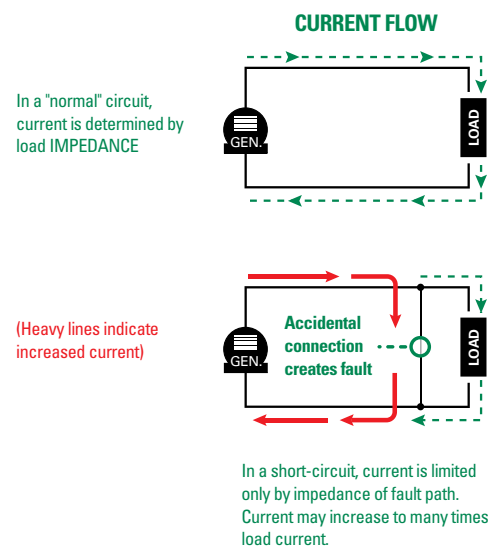 CURRENT FLOW
In a "normal" circuit,
current is determined by
load IMPEDANCE
GEN.
LOAD
(Heavy lines indicate
increased current)
GEN.
Accidental
connection
creates fault
LOAD
In a short-circuit, current is limited
only by impedance of fault path.
Current may increase to many times
load current.